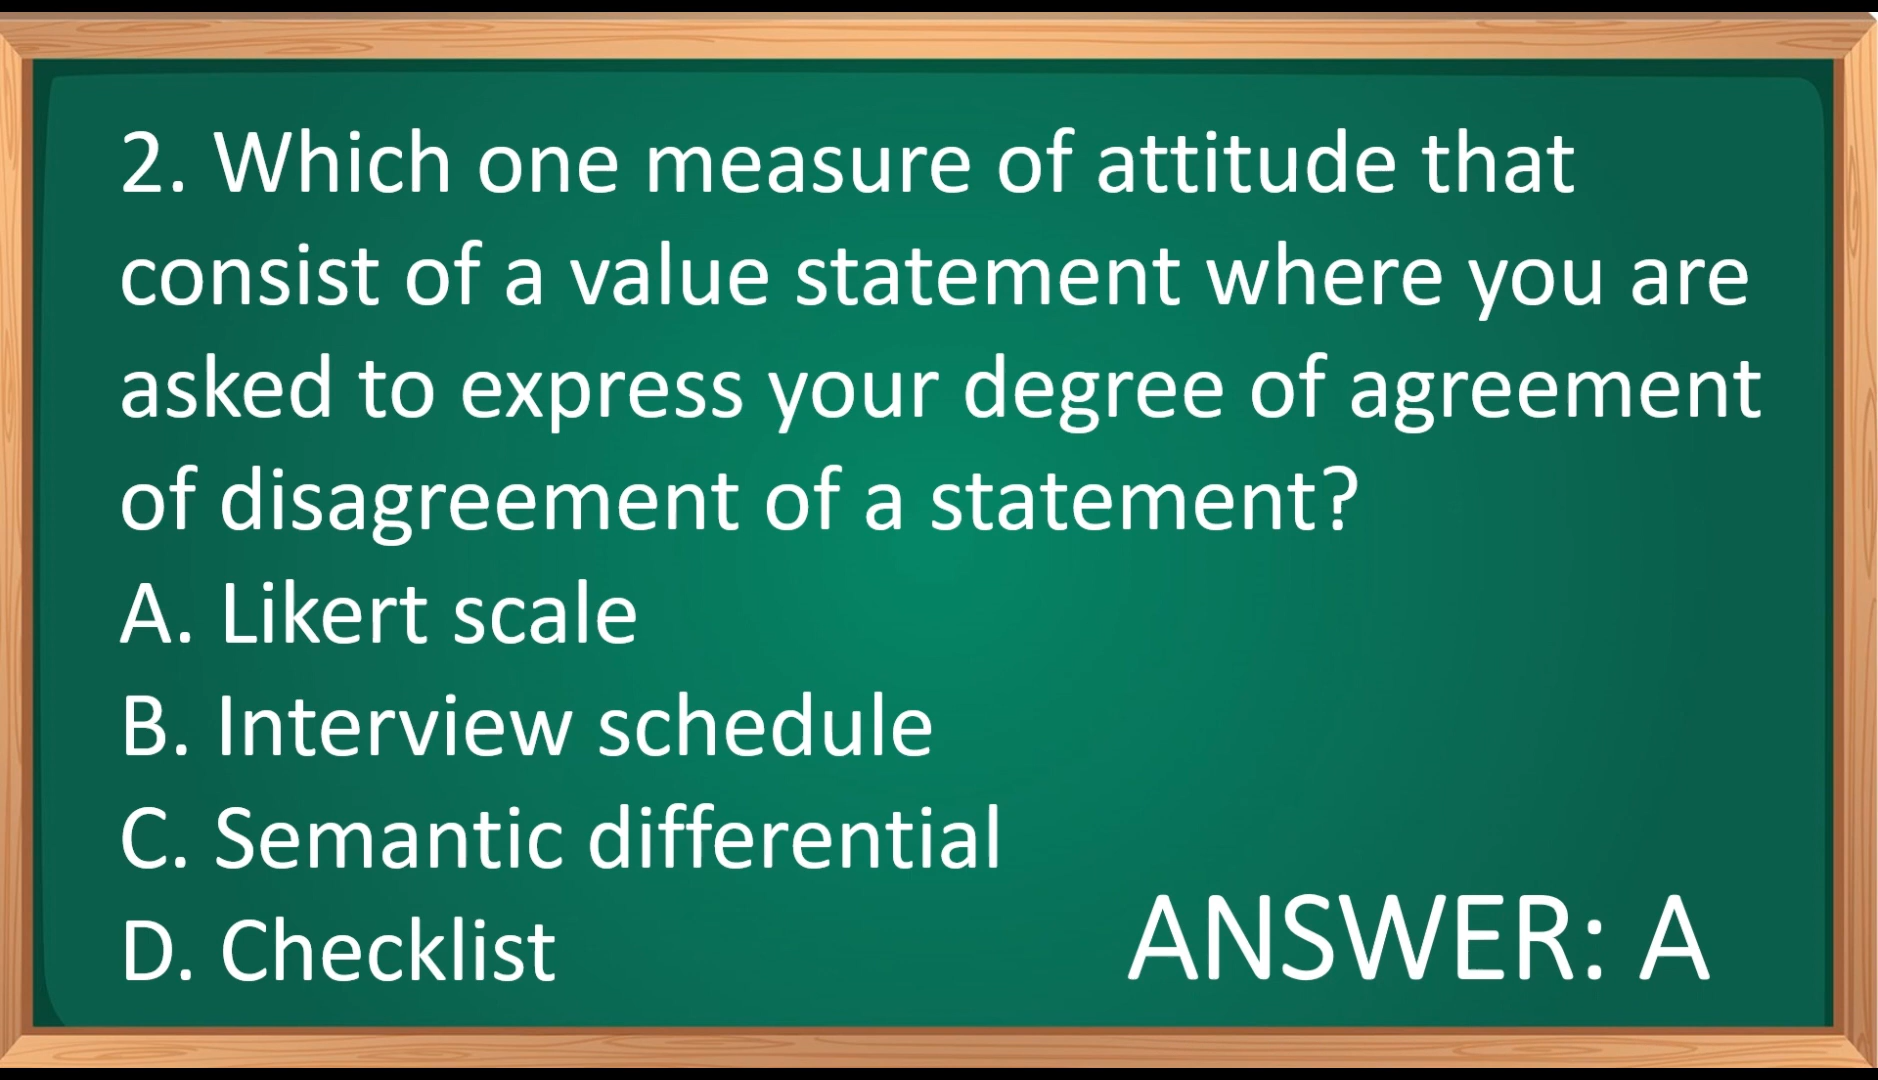 2. Which one measure of attitude that
consist of a value statement where you are
asked to express your degree of agreement
of disagreement of a statement?
A. Likert scale
B. Interview schedule
C. Semantic differential
D. Checklist
ANSWER: A